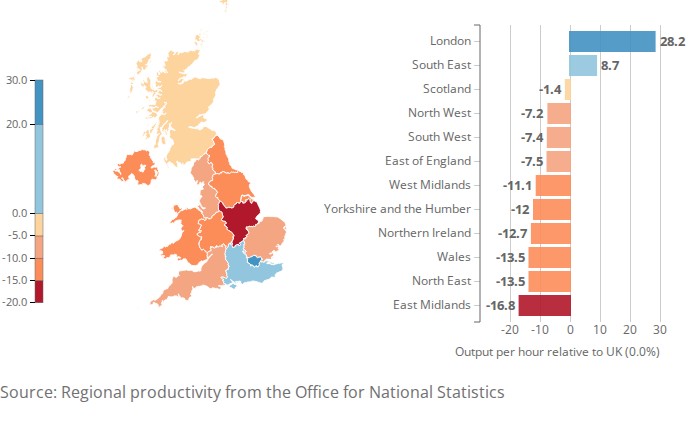 30.0
20.0
0.0
-5.0
-10.0
-15.0
-20.0
London 28.2
South East 8.7
Scotland -1.4
North West -7.2
South West -7.4
East of England -7.5
West Midlands -11.1
Yorkshire and the Humber -12
Northern Ireland -12.7
Wales -13.5
North East -13.5
East Midlands -16.8
-20 -10 0 10 20 30
Output per hour relative to UK (0.0%)
Source: Regional productivity from the Office for National Statistics